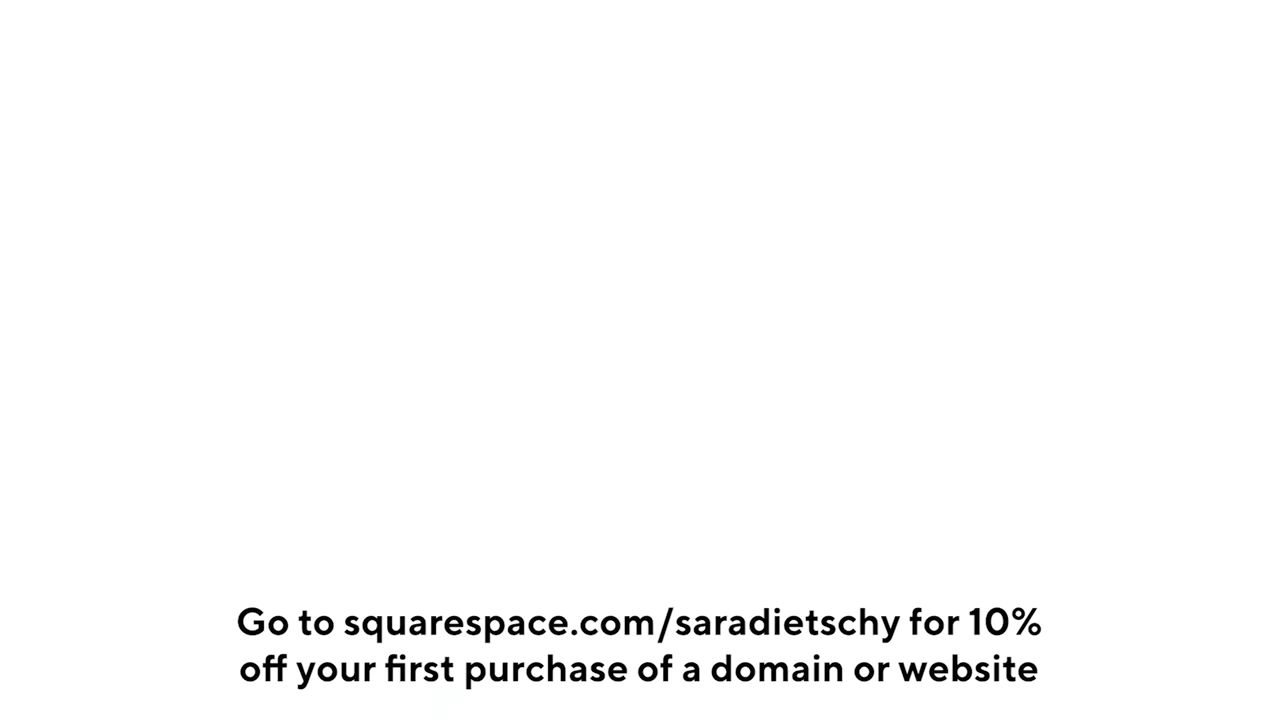 Go to squarespace.com/saradietschy for 10%
off your first purchase of a domain or website